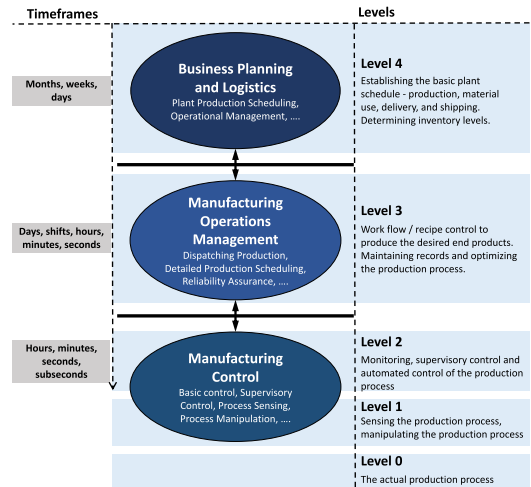 Timeframes
Levels
Months, weeks,
days
Business Planning
and Logistics
Plant Production Scheduling,
Operational Management, ....
Level 4
Establishing the basic plant
schedule - production, material
use, delivery, and shipping.
Determining inventory levels.
Days, shifts, hours,
minutes, seconds
Manufacturing
Operations
Management
Dispatching Production,
Detailed Production Scheduling,
Reliability Assurance, ....
Level 3
Work flow / recipe control to
produce the desired end products.
Maintaining records and optimizing
the production process.
Hours, minutes,
seconds,
subseconds
Manufacturing
Control
Basic control, Supervisory
Control, Process Sensing,
Process Manipulation, ....
Level 2
Monitoring, supervisory control and
automated control of the production
process
Level 1
Sensing the production process,
manipulating the production process
Level 0
The actual production process